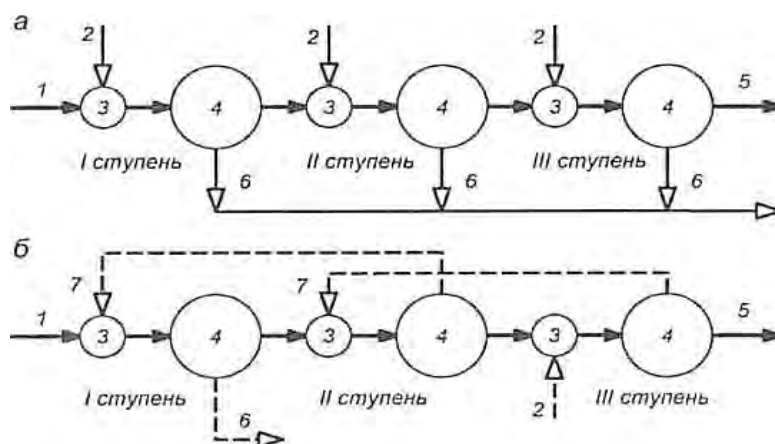 а
2 2 2
1 3 4 3 4 3 4 5
I ступень 6 II ступень 6 III ступень 6
б
7 7
1 3 4 3 4 3 4 5
I ступень 6 II ступень 2 III ступень